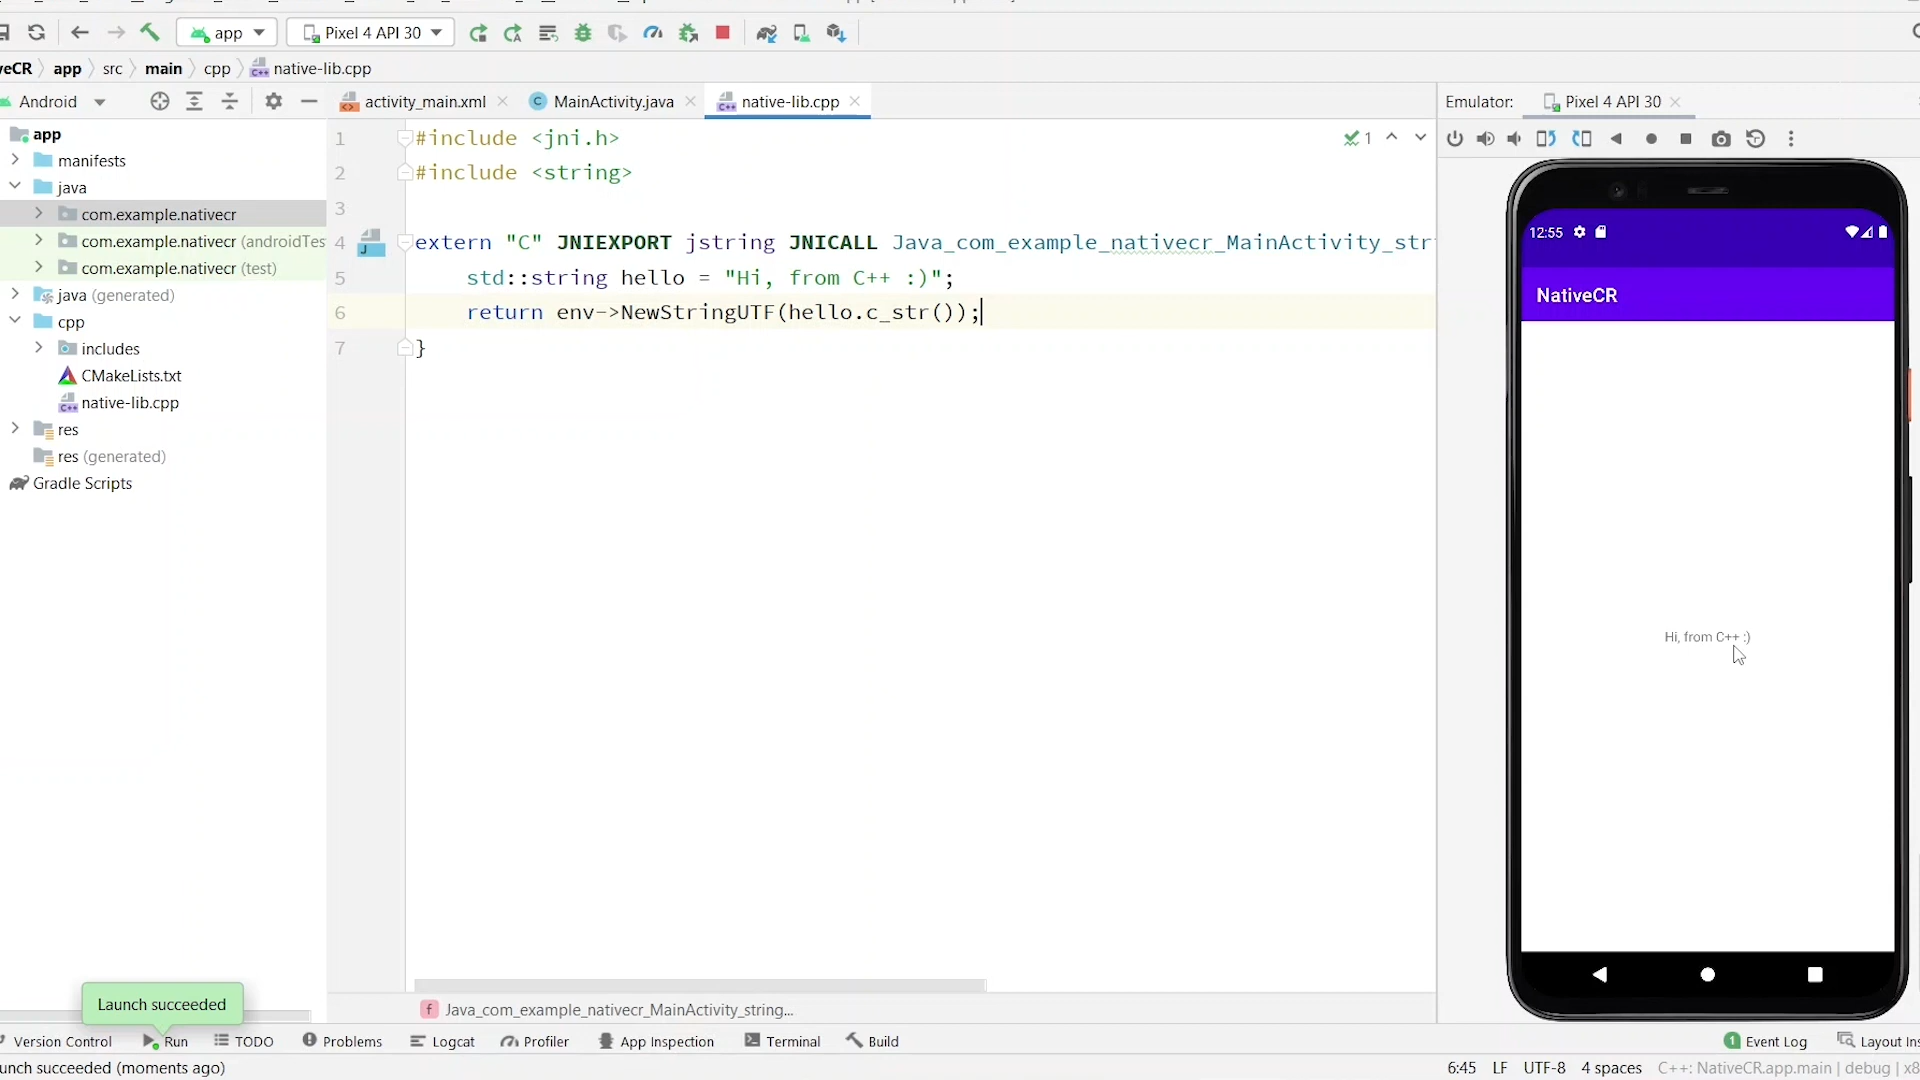 app
Pixel 4 API 30
app
src
main
cpp
native-lib.cpp
Android
activity_main.xml
MainActivity.java
native-lib.cpp
Emulator:
Pixel 4 API 30
app
manifests
java
com.example.nativecr
com.example.nativecr (androidTes
com.example.nativecr (test)
java (generated)
cpp
includes
CMakeLists.txt
native-lib.cpp
res
res (generated)
Gradle Scripts
1 #include <jni.h>
2 #include <string>
3
4 extern "C" JNIEXPORT jstring JNICALL Java_com_example_nativecr_MainActivity_str
5 std::string hello = "Hi, from C++ :)";
6 return env->NewStringUTF(hello.c_str());
7 }
1
12:55
NativeCR
Hi, from C++ :)
Launch succeeded
Java_com_example_nativecr_MainActivity_string...
Version Control
Run
TODO
Problems
Logcat
Profiler
App Inspection
Terminal
Build
1 Event Log
Layout Ins
unch succeeded (moments ago)
6:45
LF
UTF-8
4 spaces
C++: NativeCR.app.main | debug | x8